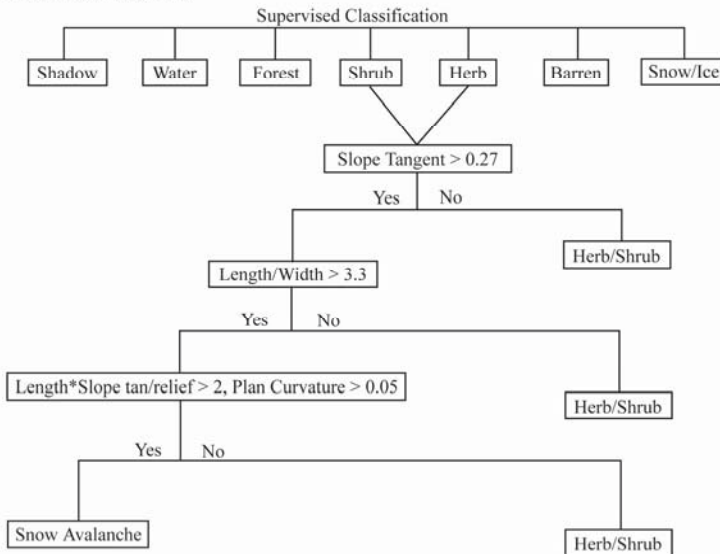 Supervised Classification
Shadow Water Forest Shrub Herb Barren Snow/Ice
Slope Tangent > 0.27
Yes No
Length/Width > 3.3
Herb/Shrub
Yes No
Length*Slope tan/relief > 2, Plan Curvature > 0.05
Herb/Shrub
Yes No
Snow Avalanche
Herb/Shrub